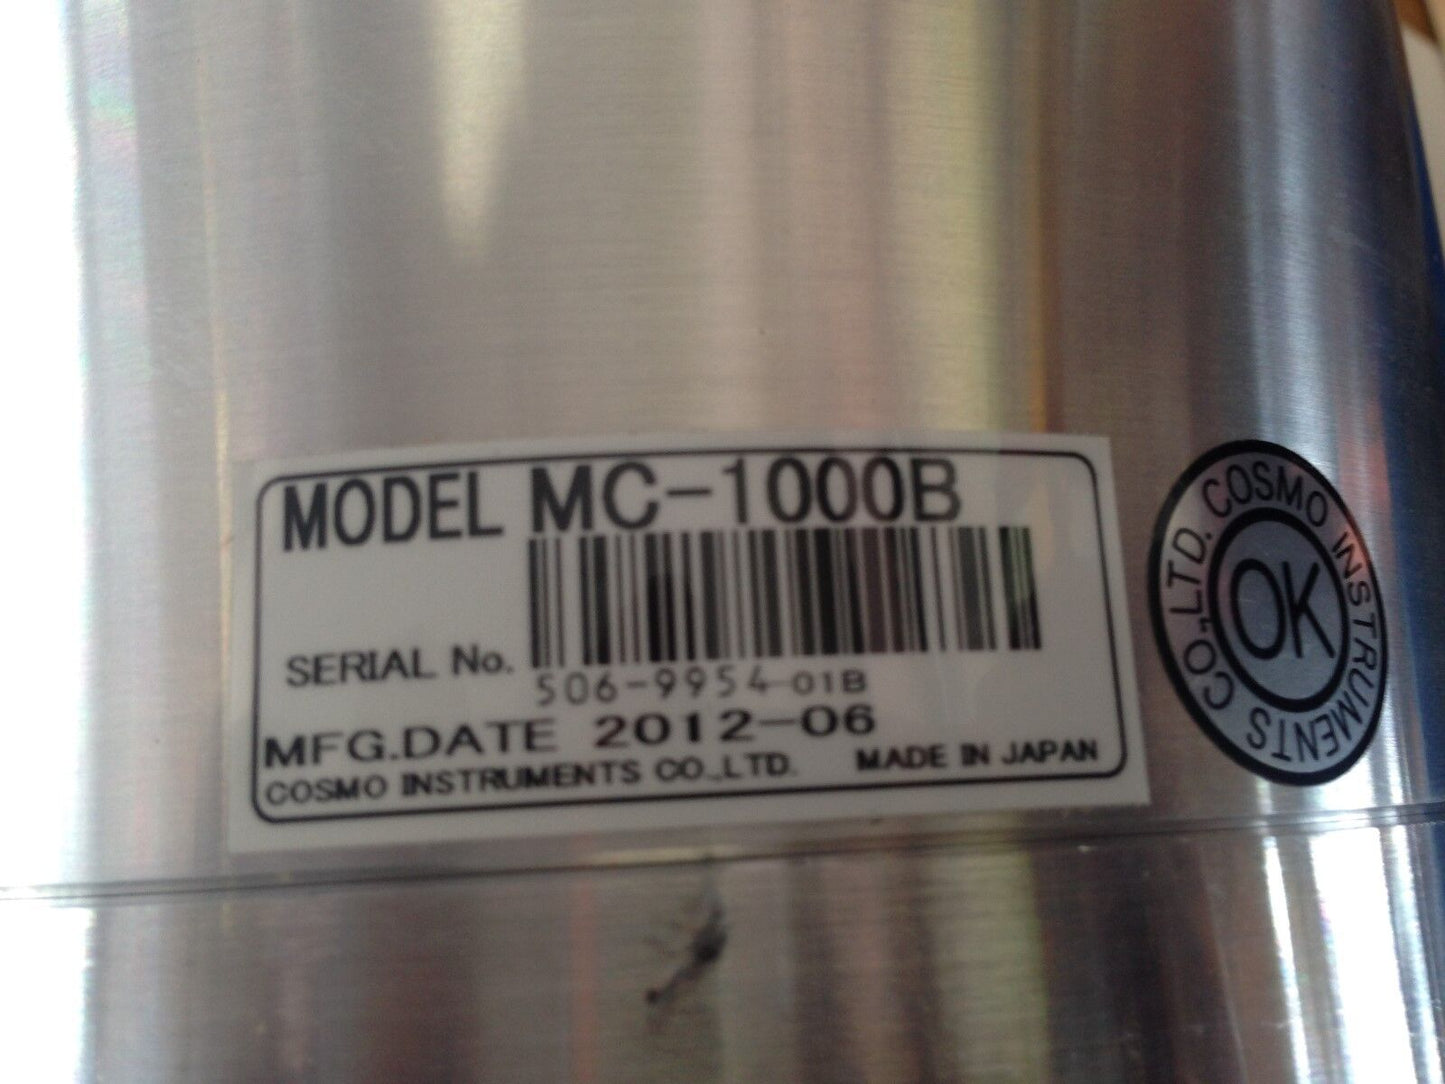 MODEL MC-1000B
SERIAL No. 506-9954-01B
MFG.DATE 2012-06
COSMO INSTRUMENTS CO.,LTD. MADE IN JAPAN
COSMO INSTRUMENTS CO.,LTD.
OK